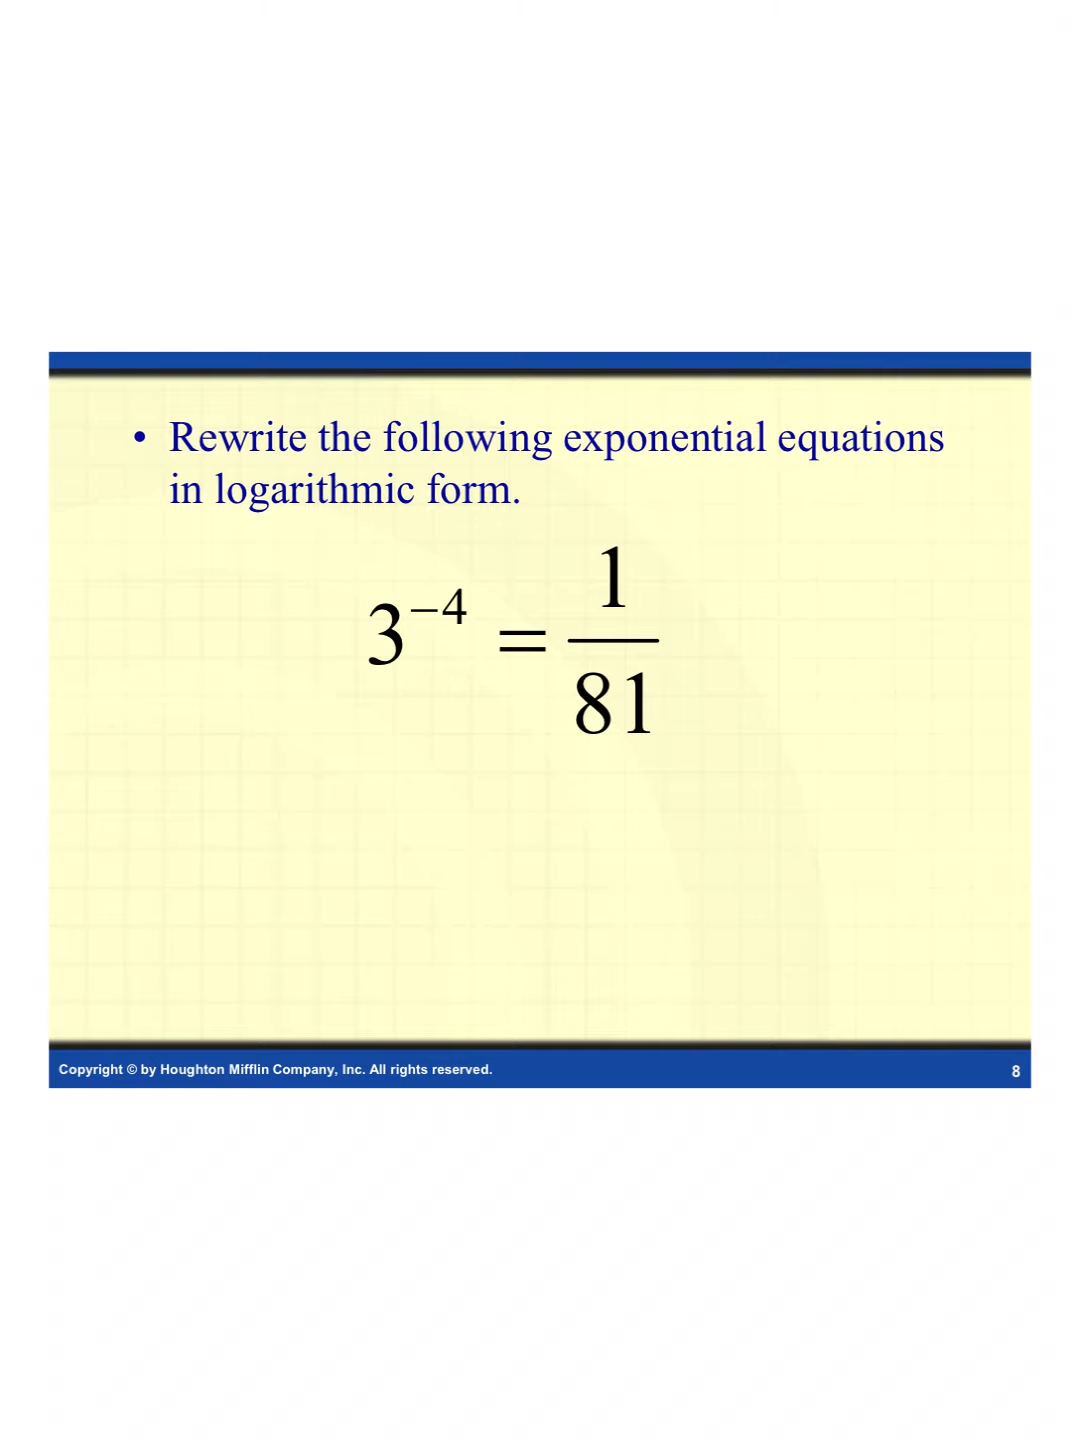 • Rewrite the following exponential equations
in logarithmic form.
3⁻⁴ = 1/81
Copyright © by Houghton Mifflin Company, Inc. All rights reserved. 8